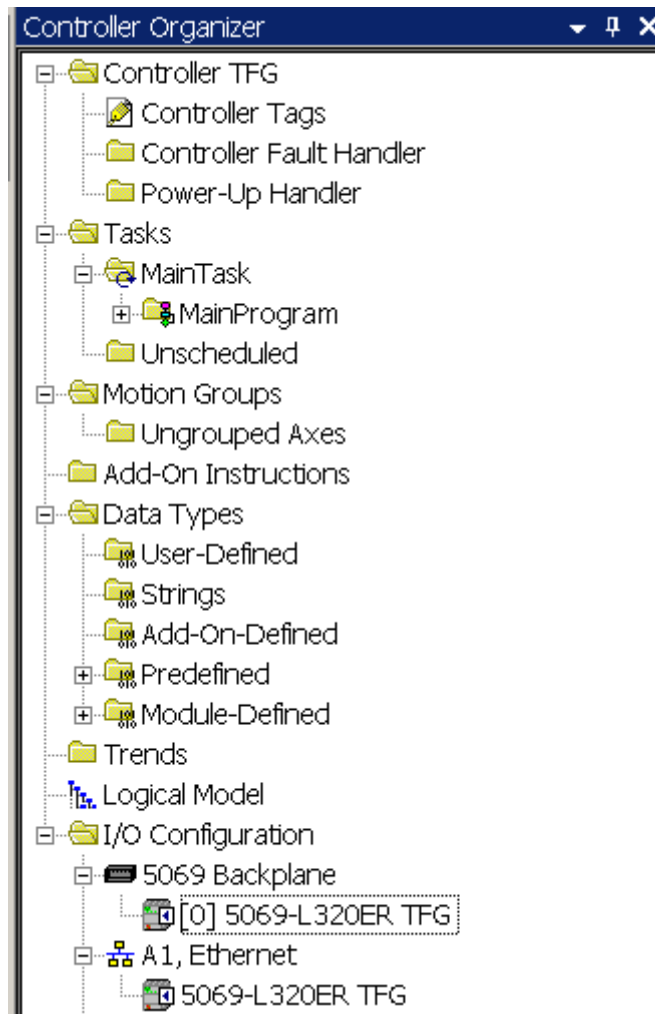 Controller Organizer
Controller TFG
Controller Tags
Controller Fault Handler
Power-Up Handler
Tasks
MainTask
MainProgram
Unscheduled
Motion Groups
Ungrouped Axes
Add-On Instructions
Data Types
User-Defined
Strings
Add-On-Defined
Predefined
Module-Defined
Trends
Logical Model
I/O Configuration
5069 Backplane
[0] 5069-L320ER TFG
A1, Ethernet
5069-L320ER TFG